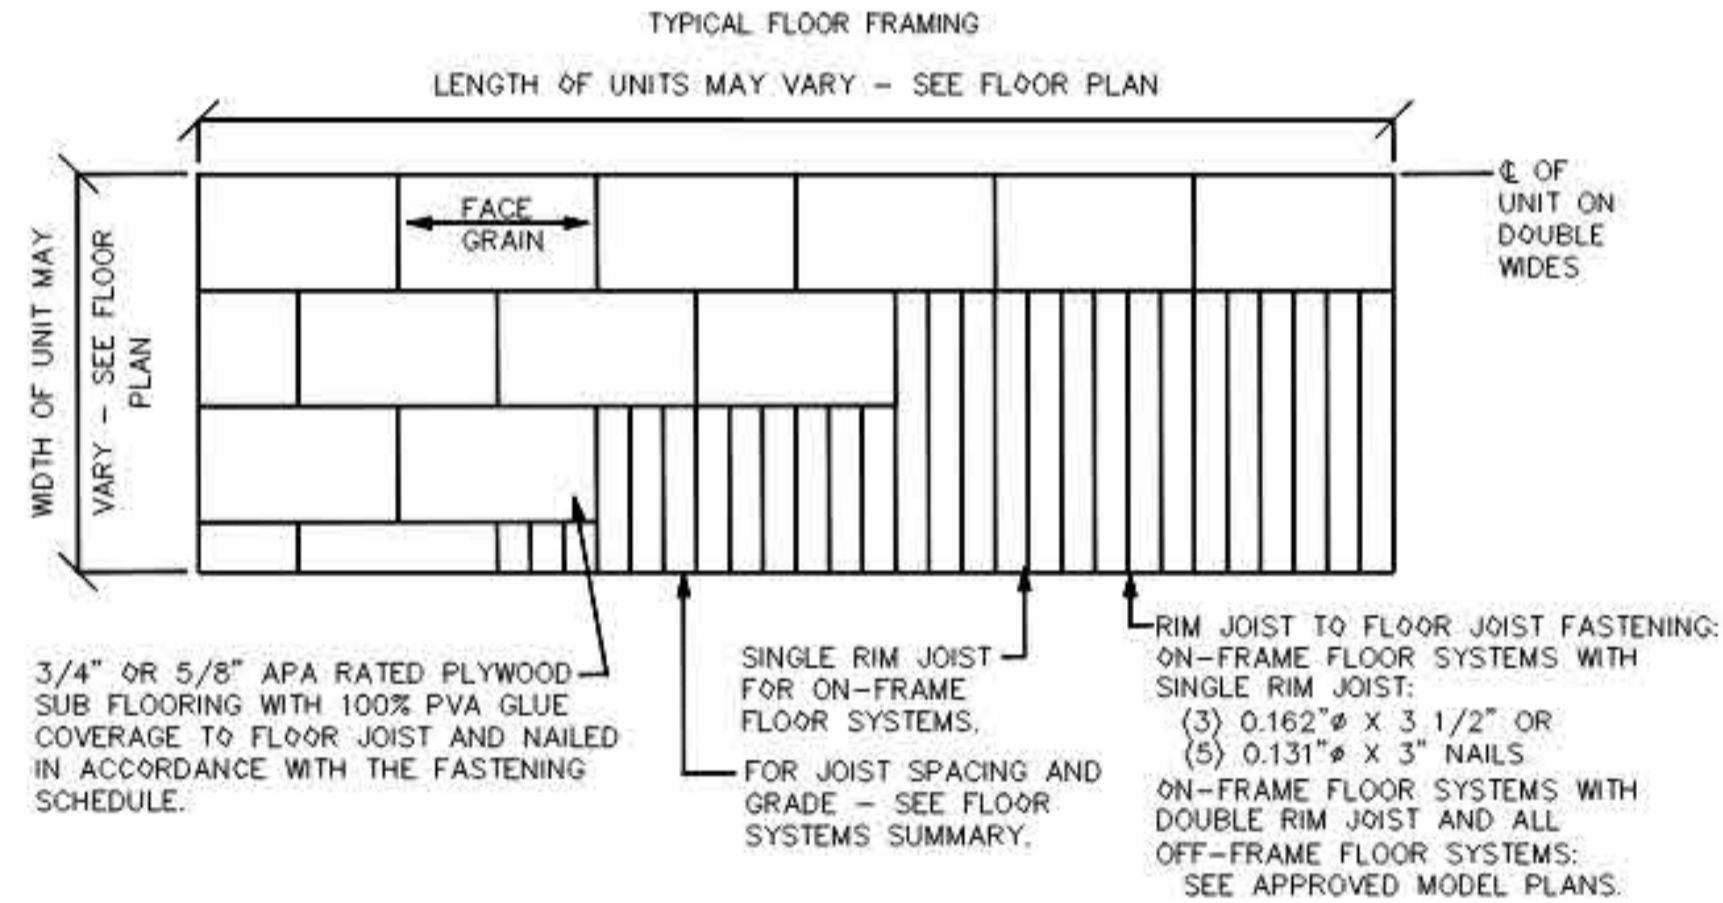 TYPICAL FLOOR FRAMING
LENGTH OF UNITS MAY VARY – SEE FLOOR PLAN
WIDTH OF UNIT MAY
VARY – SEE FLOOR
PLAN
FACE
GRAIN
℄ OF
UNIT ON
DOUBLE
WIDES
3/4" OR 5/8" APA RATED PLYWOOD
SUB FLOORING WITH 100% PVA GLUE
COVERAGE TO FLOOR JOIST AND NAILED
IN ACCORDANCE WITH THE FASTENING
SCHEDULE.
SINGLE RIM JOIST
FOR ON-FRAME
FLOOR SYSTEMS.
FOR JOIST SPACING AND
GRADE – SEE FLOOR
SYSTEMS SUMMARY.
RIM JOIST TO FLOOR JOIST FASTENING:
ON-FRAME FLOOR SYSTEMS WITH
SINGLE RIM JOIST:
(3) 0.162"ø X 3 1/2" OR
(5) 0.131"ø X 3" NAILS
ON-FRAME FLOOR SYSTEMS WITH
DOUBLE RIM JOIST AND ALL
OFF-FRAME FLOOR SYSTEMS:
SEE APPROVED MODEL PLANS.